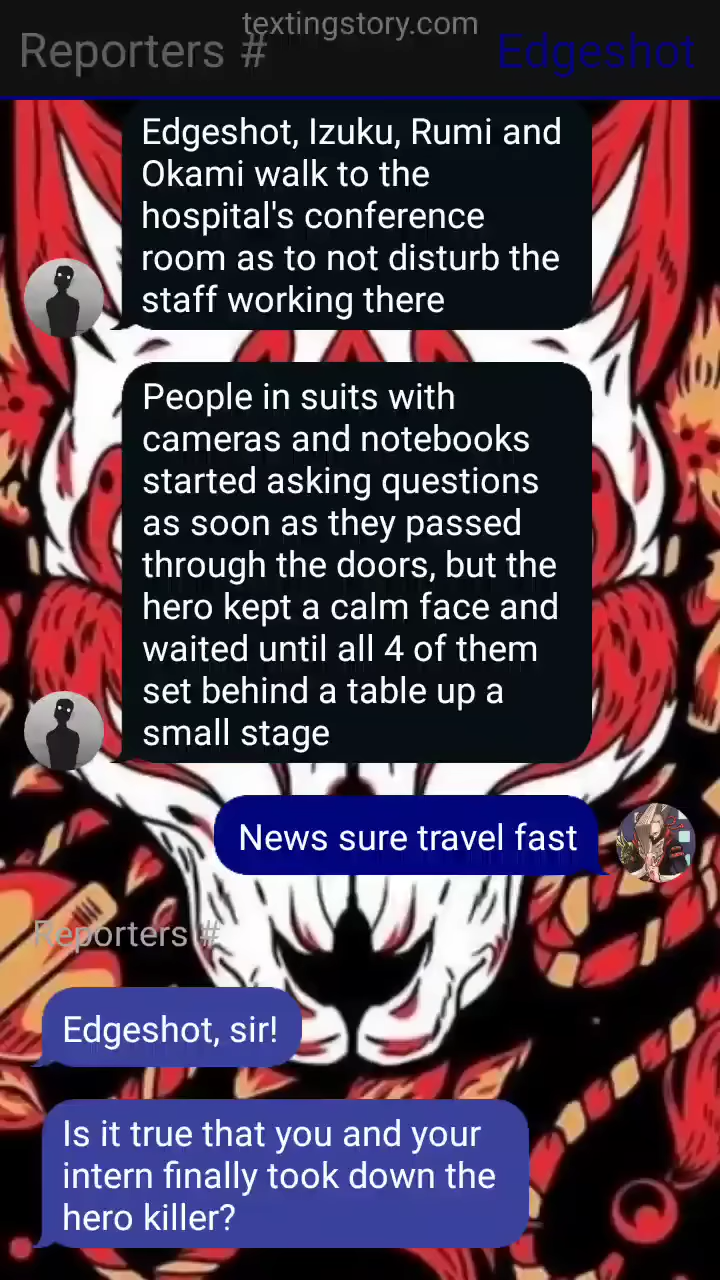 textingstory.com
Reporters #
Edgeshot
Edgeshot, Izuku, Rumi and
Okami walk to the
hospital's conference
room as to not disturb the
staff working there
People in suits with
cameras and notebooks
started asking questions
as soon as they passed
through the doors, but the
hero kept a calm face and
waited until all 4 of them
set behind a table up a
small stage
News sure travel fast
Reporters #
Edgeshot, sir!
Is it true that you and your
intern finally took down the
hero killer?